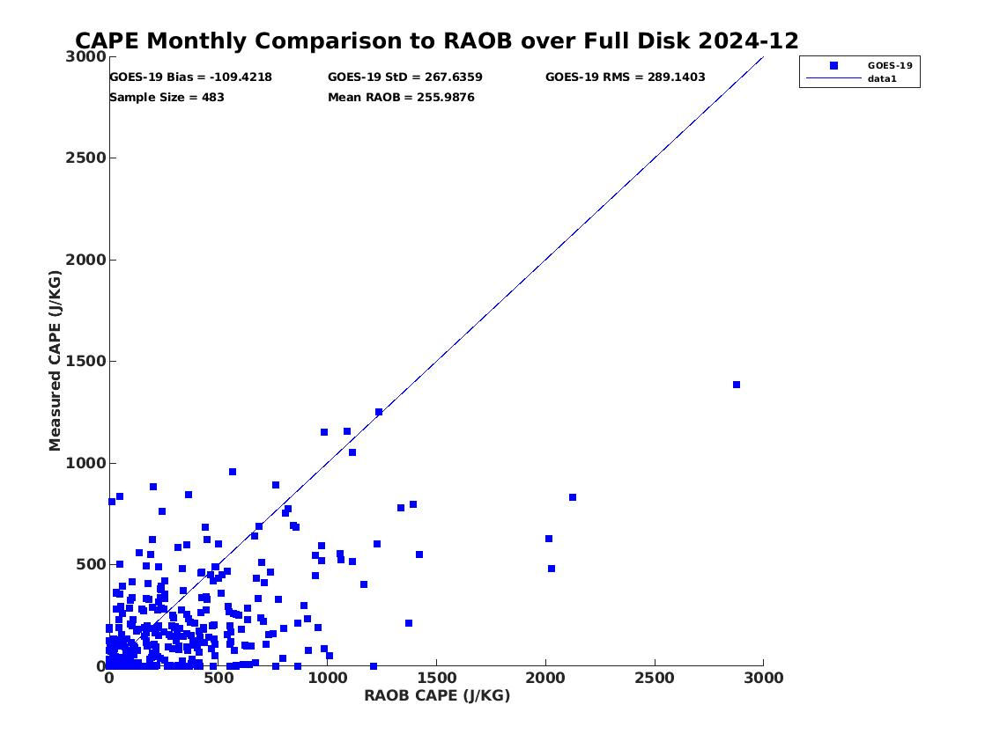 CAPE Monthly Comparison to RAOB over Full Disk 2024-12
GOES-19 Bias = -109.4218 GOES-19 StD = 267.6359 GOES-19 RMS = 289.1403
Sample Size = 483 Mean RAOB = 255.9876
GOES-19
data1
3000
2500
2000
1500
1000
500
0
Measured CAPE (J/KG)
0 500 1000 1500 2000 2500 3000
RAOB CAPE (J/KG)